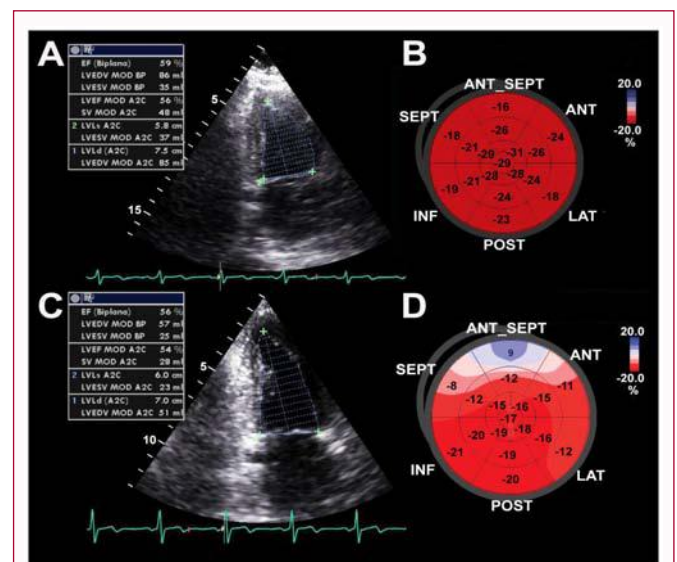 A
EF (Biplane) 59 %
LVEDV MOD BP 86 ml
LVESV MOD BP 35 ml
LVEF MOD A2C 56 %
SV MOD A2C 48 ml
2 LVLs A2C 5.8 cm
LVESV MOD A2C 37 ml
1 LVLd (A2C) 7.5 cm
LVEDV MOD A2C 85 ml
5
15
B
ANT_SEPT
SEPT
ANT
INF
LAT
POST
20.0
-20.0
%
-16
-26
-18
-24
-21
-29
-31
-26
-29
-19
-21
-28
-28
-24
-18
-24
-23
C
EF (Biplane) 56 %
LVEDV MOD BP 57 ml
LVESV MOD BP 25 ml
LVEF MOD A2C 54 %
SV MOD A2C 28 ml
2 LVLs A2C 6.0 cm
LVESV MOD A2C 23 ml
1 LVLd (A2C) 7.0 cm
LVEDV MOD A2C 51 ml
5
10
D
ANT_SEPT
SEPT
ANT
INF
LAT
POST
20.0
-20.0
%
9
-8
-12
-11
-12
-15
-16
-15
-17
-20
-19
-18
-16
-21
-12
-19
-20